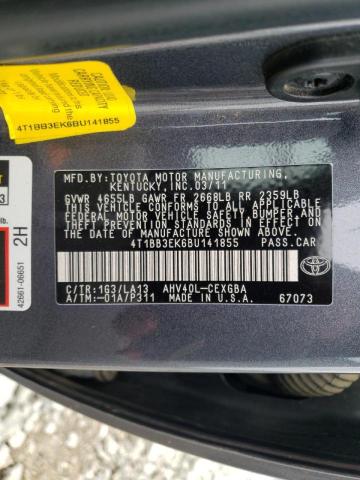 CAUTION
4T1BB3EK6BU141855
lb.
2H
42661-06651
MFD.BY:TOYOTA MOTOR MANUFACTURING,
KENTUCKY, INC. 03/11
GVWR 4655LB GAWR FR 2668LB RR 2359LB
THIS VEHICLE CONFORMS TO ALL APPLICABLE
FEDERAL MOTOR VEHICLE SAFETY, BUMPER, AND
THEFT PREVENTION STANDARDS IN EFFECT ON THE
DATE OF MANUFACTURE SHOWN ABOVE.
4T1BB3EK6BU141855 PASS.CAR
C/TR: 1G3/LA13 AHV40L-CEXGBA
A/TM: -01A/P311 MADE IN U.S.A. 67073
TOYOTA